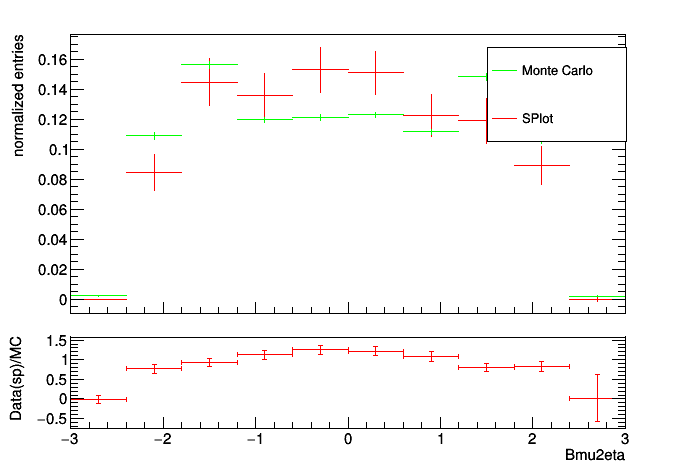 normalized entries
0.16
0.14
0.12
0.1
0.08
0.06
0.04
0.02
0
Monte Carlo
SPlot
Data(sp)/MC
1.5
1
0.5
0
−0.5
−3 −2 −1 0 1 2 3
Bmu2eta